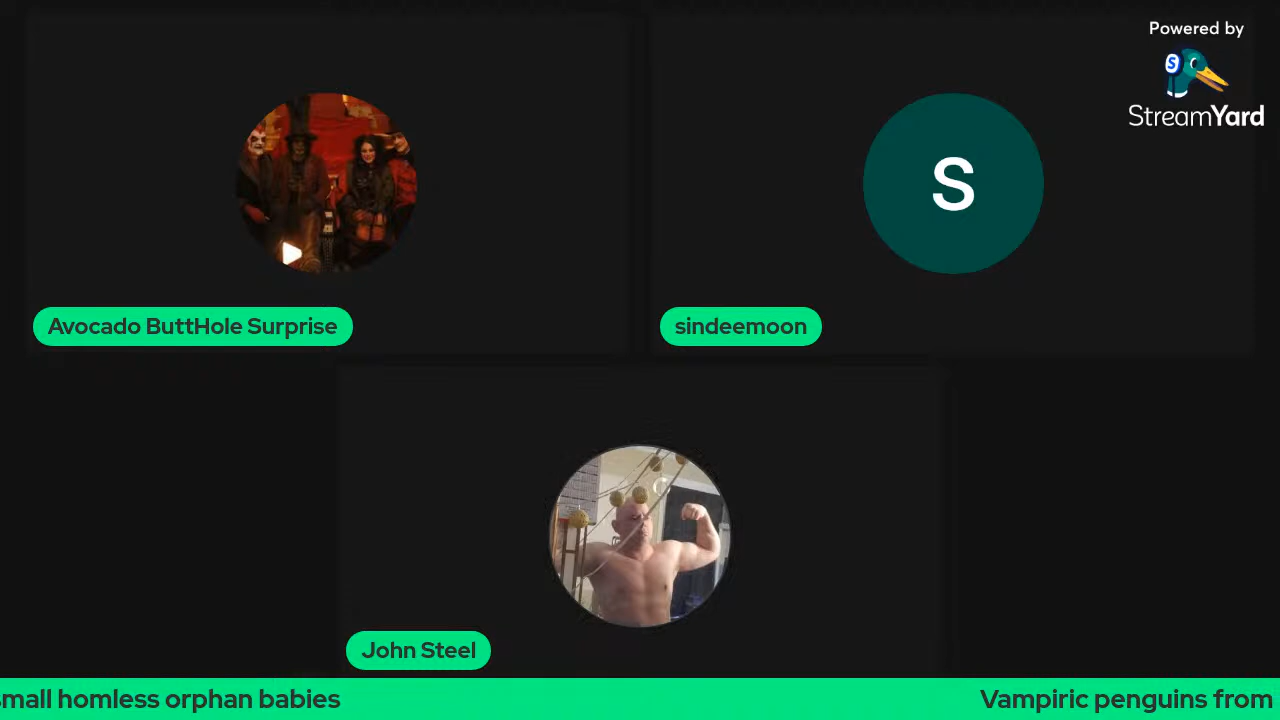 Powered by
S
StreamYard
S
Avocado ButtHole Surprise
sindeemoon
John Steel
mall homless orphan babies
Vampiric penguins from